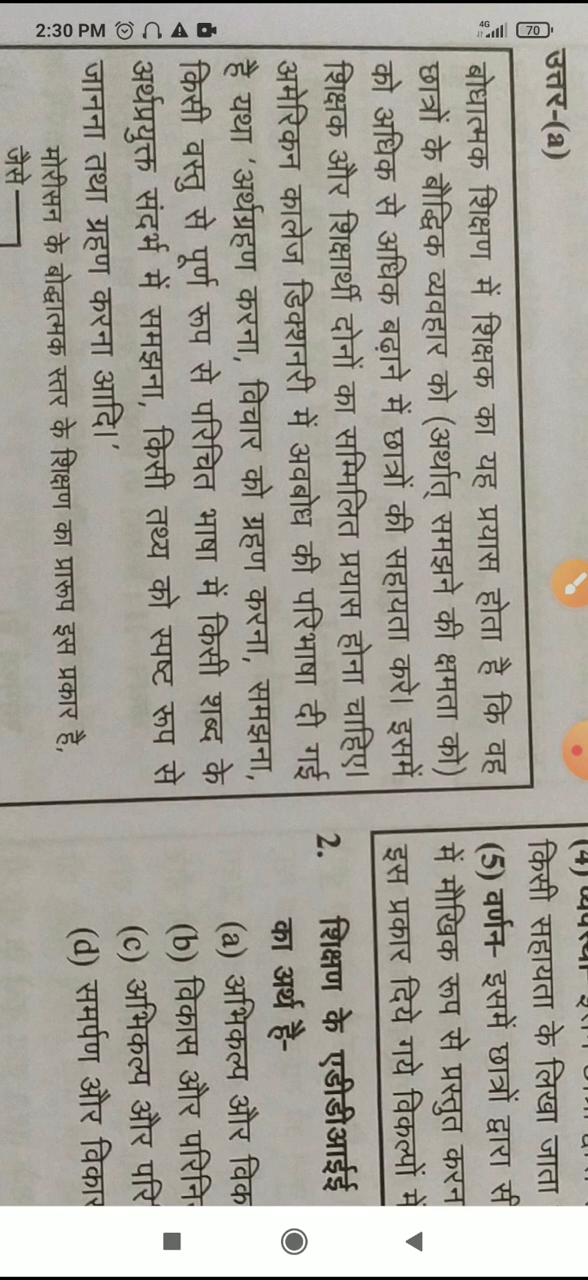 2:30 PM
4G
70
उत्तर-(a)
बोधात्मक शिक्षण में शिक्षक का यह प्रयास होता है कि वह
छात्रों के बौद्धिक व्यवहार को (अर्थात् समझने की क्षमता को)
को अधिक से अधिक बढ़ाने में छात्रों की सहायता करे। इसमें
शिक्षक और शिक्षार्थी दोनों का सम्मिलित प्रयास होना चाहिए।
अमेरिकन कालेज डिक्शनरी में अवबोध की परिभाषा दी गई
है यथा 'अर्थग्रहण करना, विचार को ग्रहण करना, समझना,
किसी वस्तु से पूर्ण रूप से परिचित भाषा में किसी शब्द के
अर्थप्रयुक्त संदर्भ में समझना, किसी तथ्य को स्पष्ट रूप से
जानना तथा ग्रहण करना आदि।'
मोरीसन के बोद्धात्मक स्तर के शिक्षण का प्रारूप इस प्रकार है,
जैसे
(4)
किसी सहायता के लिखा जाता
(5) वर्णन- इसमें छात्रों द्वारा सी
में मौखिक रूप से प्रस्तुत करन
इस प्रकार दिये गये विकल्पों में
2. शिक्षण के एडीडीआईई
का अर्थ है-
(a) अभिकल्प और विक
(b) विकास और परिनि
(c) अभिकल्प और परि
(d) समर्पण और विकार